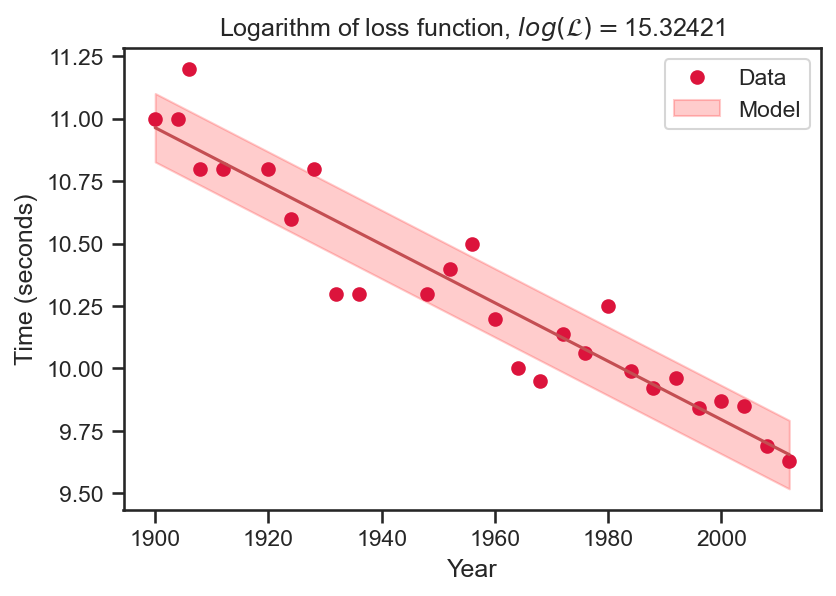 Logarithm of loss function, log(ℒ) = 15.32421
11.25
11.00
10.75
10.50
10.25
10.00
9.75
9.50
Time (seconds)
Data
Model
1900 1920 1940 1960 1980 2000
Year